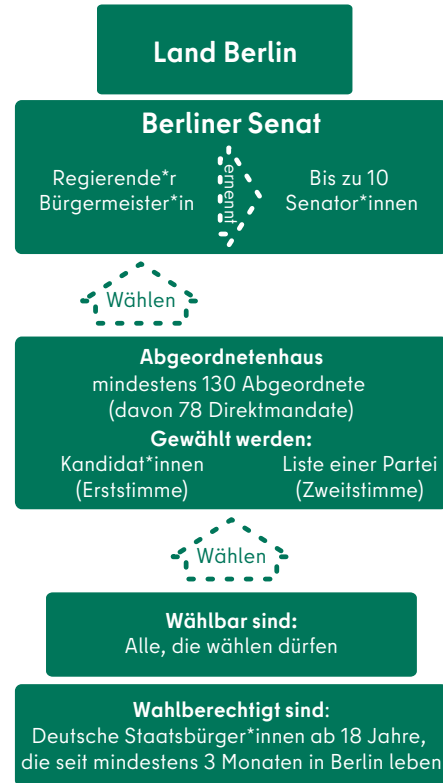 Land Berlin
Berliner Senat
Regierende*r
Bürgermeister*in
ernennt
Bis zu 10
Senator*innen
Wählen
Abgeordnetenhaus
mindestens 130 Abgeordnete
(davon 78 Direktmandate)
Gewählt werden:
Kandidat*innen
(Erststimme)
Liste einer Partei
(Zweitstimme)
Wählen
Wählbar sind:
Alle, die wählen dürfen
Wahlberechtigt sind:
Deutsche Staatsbürger*innen ab 18 Jahre,
die seit mindestens 3 Monaten in Berlin leben